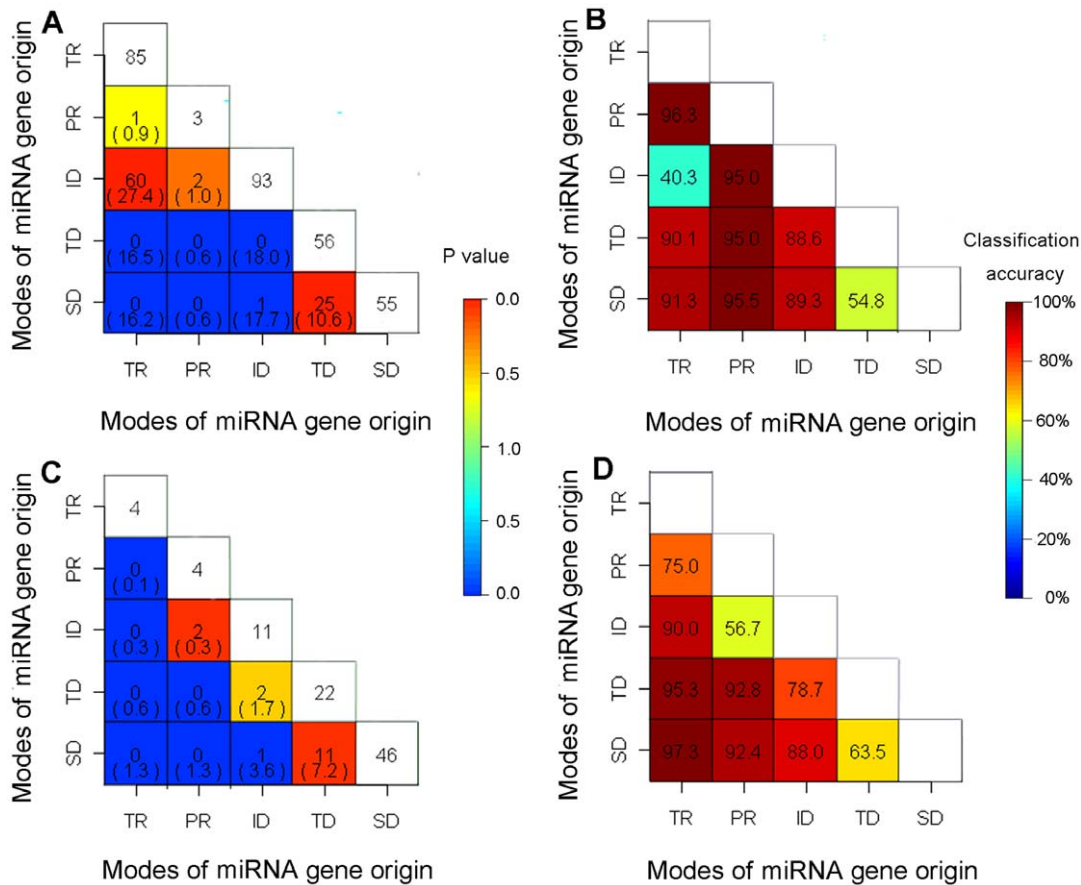 A
Modes of miRNA gene origin
TR
85
PR
1
( 0.9 )
3
ID
60
( 27.4 )
2
( 1.0 )
93
TD
0
( 16.5 )
0
( 0.6 )
0
( 18.0 )
56
SD
0
( 16.2 )
0
( 0.6 )
1
( 17.7 )
25
( 10.6 )
55
TR PR ID TD SD
Modes of miRNA gene origin
P value
0.0
0.5
1.0
0.5
0.0
B
Modes of miRNA gene origin
TR
PR
96.3
ID
40.3 95.0
TD
90.1 95.0 88.6
SD
91.3 95.5 89.3 54.8
TR PR ID TD SD
Modes of miRNA gene origin
Classification
accuracy
100%
80%
60%
40%
20%
0%
C
Modes of miRNA gene origin
TR
4
PR
0
( 0.1 )
4
ID
0
( 0.3 )
2
( 0.3 )
11
TD
0
( 0.6 )
0
( 0.6 )
2
( 1.7 )
22
SD
0
( 1.3 )
0
( 1.3 )
1
( 3.6 )
11
( 7.2 )
46
TR PR ID TD SD
Modes of miRNA gene origin
D
Modes of miRNA gene origin
TR
PR
75.0
ID
90.0 56.7
TD
95.3 92.8 78.7
SD
97.3 92.4 88.0 63.5
TR PR ID TD SD
Modes of miRNA gene origin